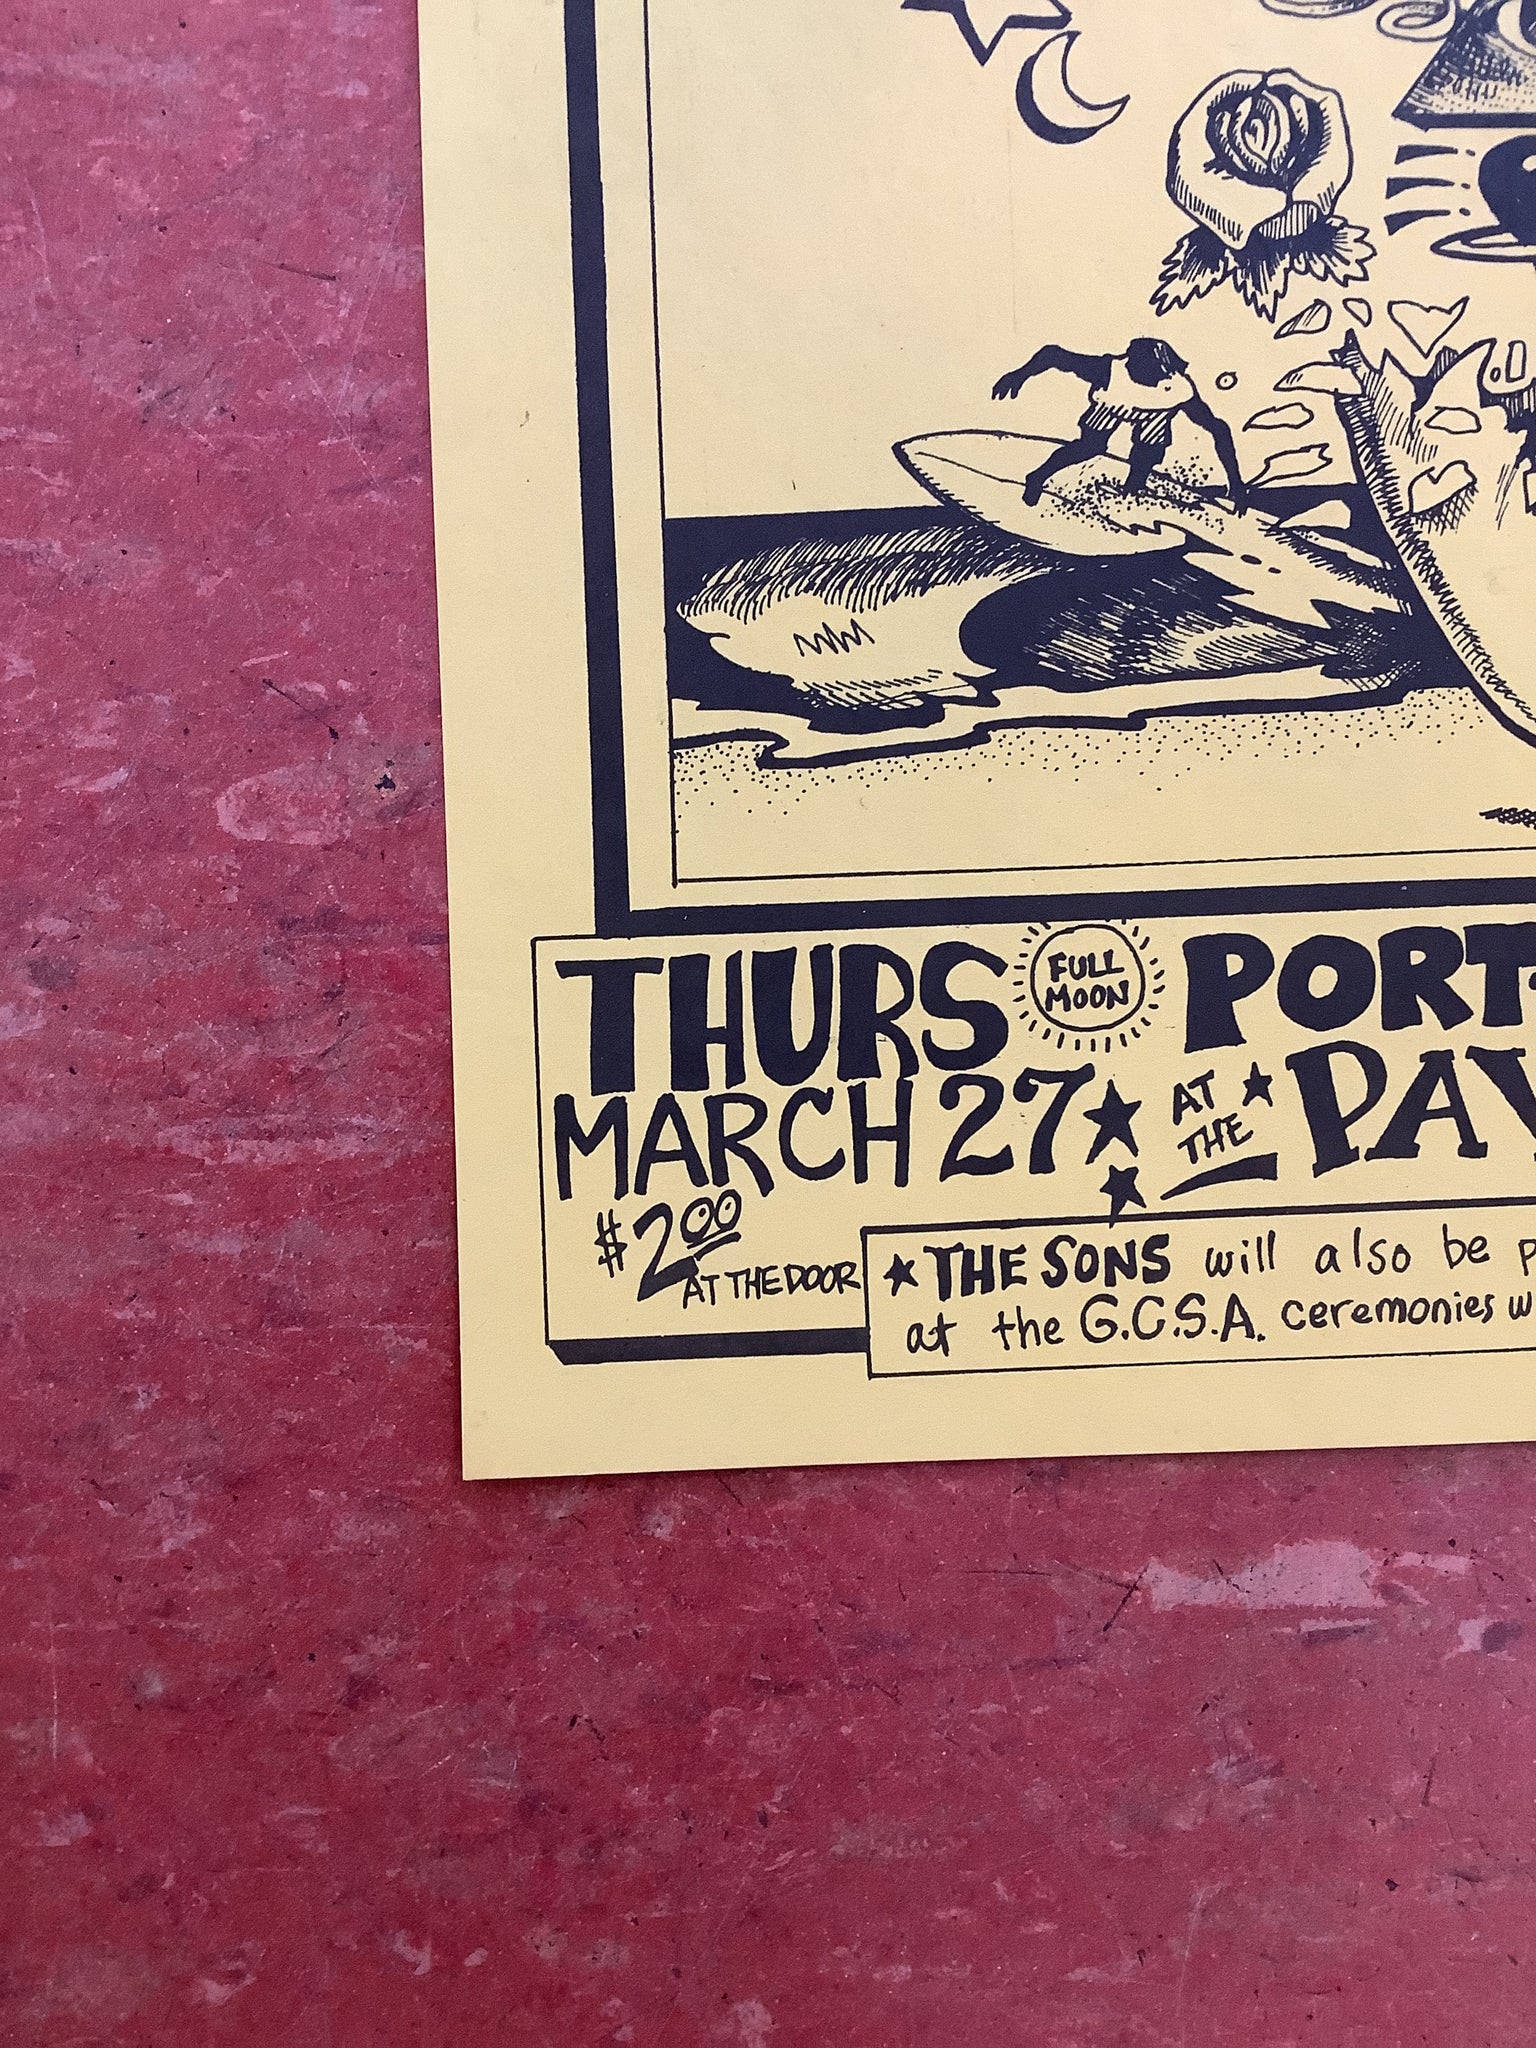 THURS FULL MOON PORT
MARCH 27 AT THE PAV
$2.00 AT THE DOOR
THE SONS will also be p
at the G.C.S.A. ceremonies w